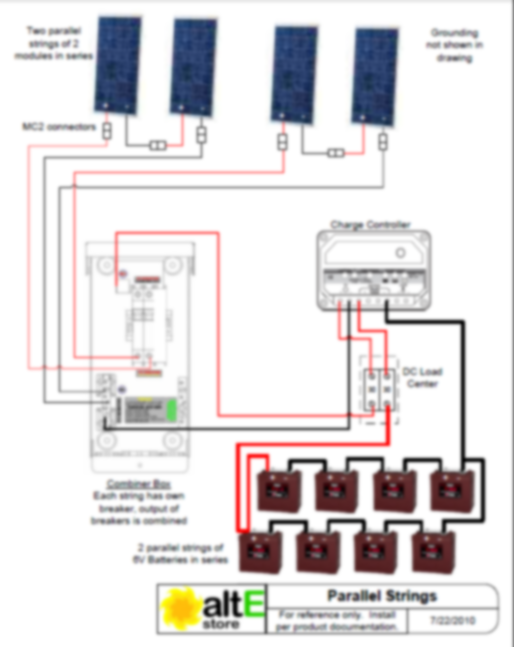 Two parallel
strings of 2
modules in series
Grounding
not shown in
drawing
MC2 connectors
Charge Controller
DC Load
Center
Combiner Box
Each string has own
breaker, output of
breakers is combined
2 parallel strings of
6V Batteries in series
altE
store
Parallel Strings
For reference only. Install
per product documentation.
7/22/2010